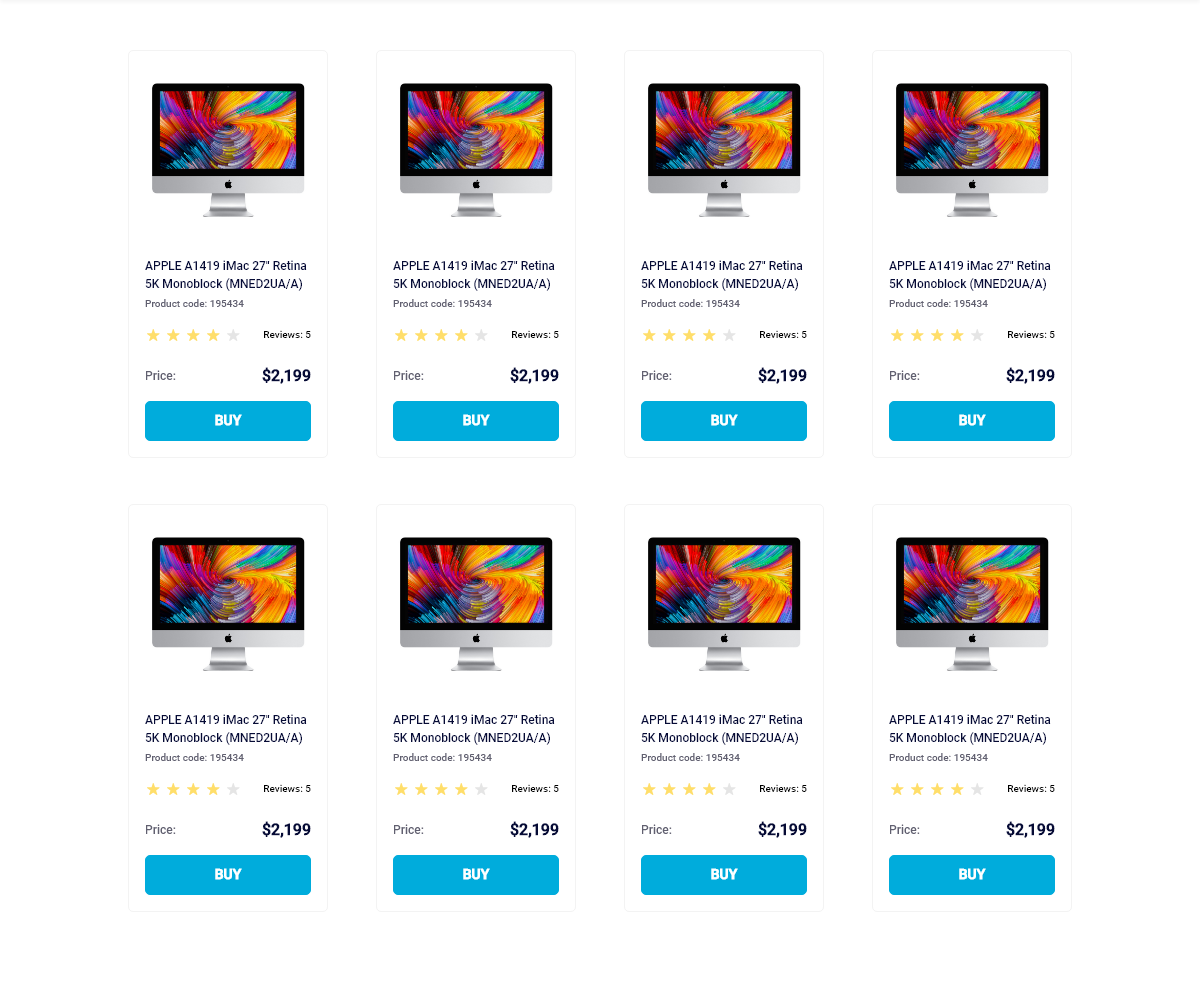 APPLE A1419 iMac 27" Retina
5K Monoblock (MNED2UA/A)
Product code: 195434
Reviews: 5
Price: $2,199
BUY
APPLE A1419 iMac 27" Retina
5K Monoblock (MNED2UA/A)
Product code: 195434
Reviews: 5
Price: $2,199
BUY
APPLE A1419 iMac 27" Retina
5K Monoblock (MNED2UA/A)
Product code: 195434
Reviews: 5
Price: $2,199
BUY
APPLE A1419 iMac 27" Retina
5K Monoblock (MNED2UA/A)
Product code: 195434
Reviews: 5
Price: $2,199
BUY
APPLE A1419 iMac 27" Retina
5K Monoblock (MNED2UA/A)
Product code: 195434
Reviews: 5
Price: $2,199
BUY
APPLE A1419 iMac 27" Retina
5K Monoblock (MNED2UA/A)
Product code: 195434
Reviews: 5
Price: $2,199
BUY
APPLE A1419 iMac 27" Retina
5K Monoblock (MNED2UA/A)
Product code: 195434
Reviews: 5
Price: $2,199
BUY
APPLE A1419 iMac 27" Retina
5K Monoblock (MNED2UA/A)
Product code: 195434
Reviews: 5
Price: $2,199
BUY